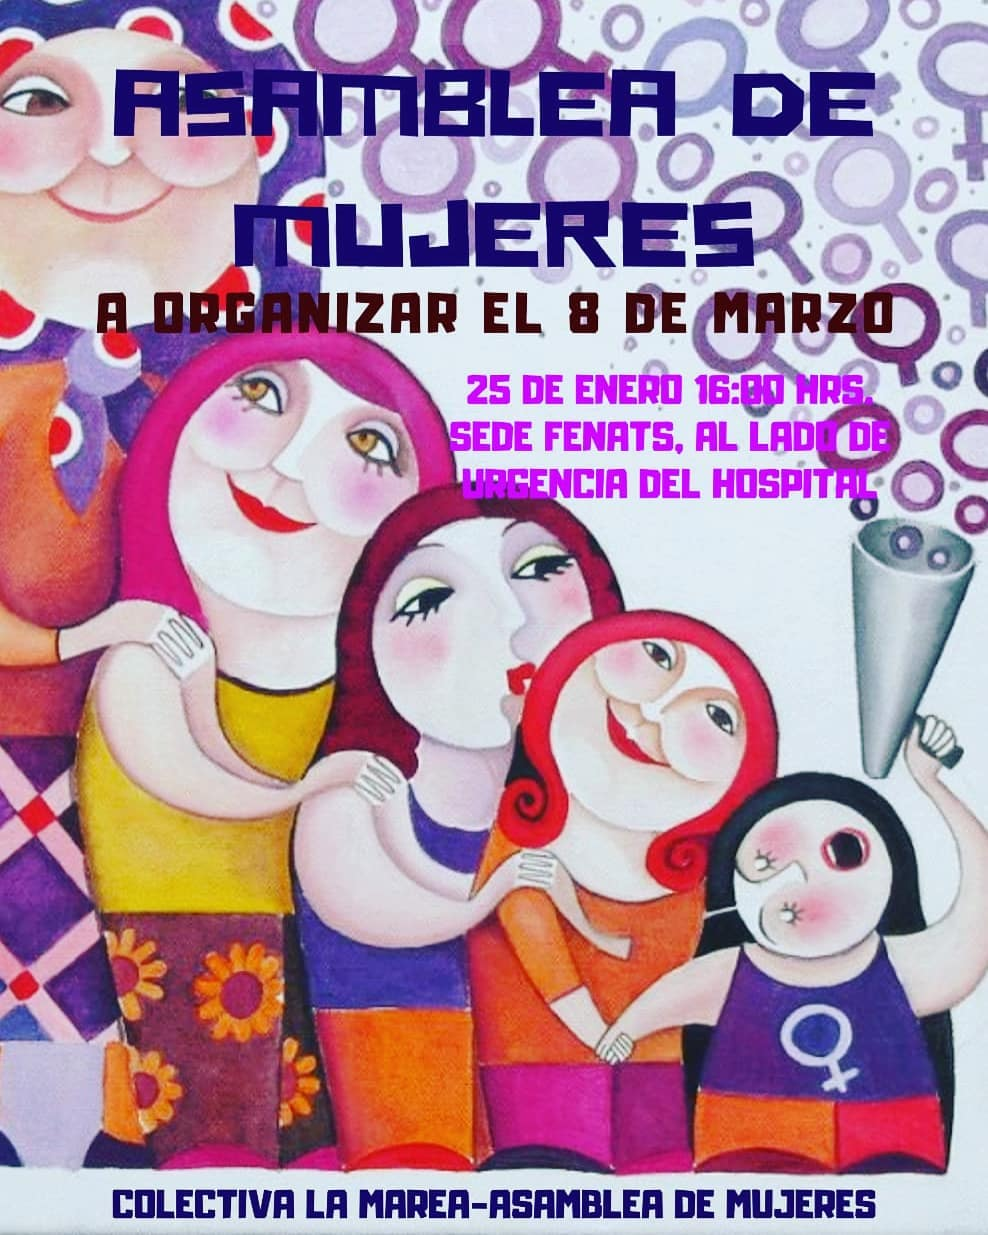 ASAMBLEA DE
MUJERES
A ORGANIZAR EL 8 DE MARZO
25 DE ENERO 16:00 HRS.
SEDE FENATS, AL LADO DE
URGENCIA DEL HOSPITAL
COLECTIVA LA MAREA-ASAMBLEA DE MUJERES